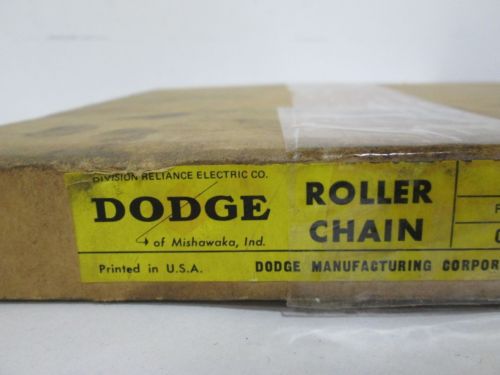 DIVISION RELIANCE ELECTRIC CO.
DODGE
of Mishawaka, Ind.
ROLLER
CHAIN
Printed in U.S.A.
DODGE MANUFACTURING CORPOR